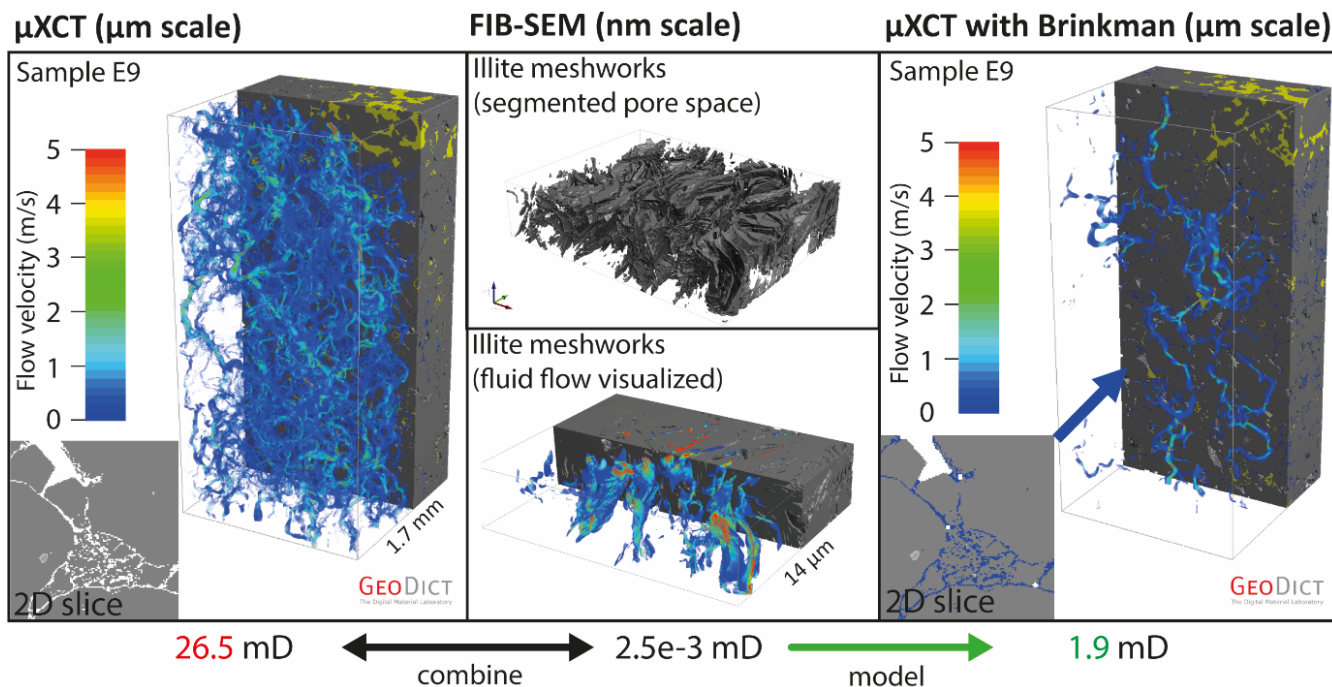 μXCT (μm scale)
FIB-SEM (nm scale)
μXCT with Brinkman (μm scale)
Sample E9
5
4
3
2
1
0
Flow velocity (m/s)
1.7 mm
2D slice
GEODICT
The Digital Material Laboratory
Illite meshworks
(segmented pore space)
Illite meshworks
(fluid flow visualized)
14 μm
Sample E9
5
4
3
2
1
0
Flow velocity (m/s)
2D slice
GEODICT
The Digital Material Laboratory
26.5 mD
combine
2.5e-3 mD
model
1.9 mD